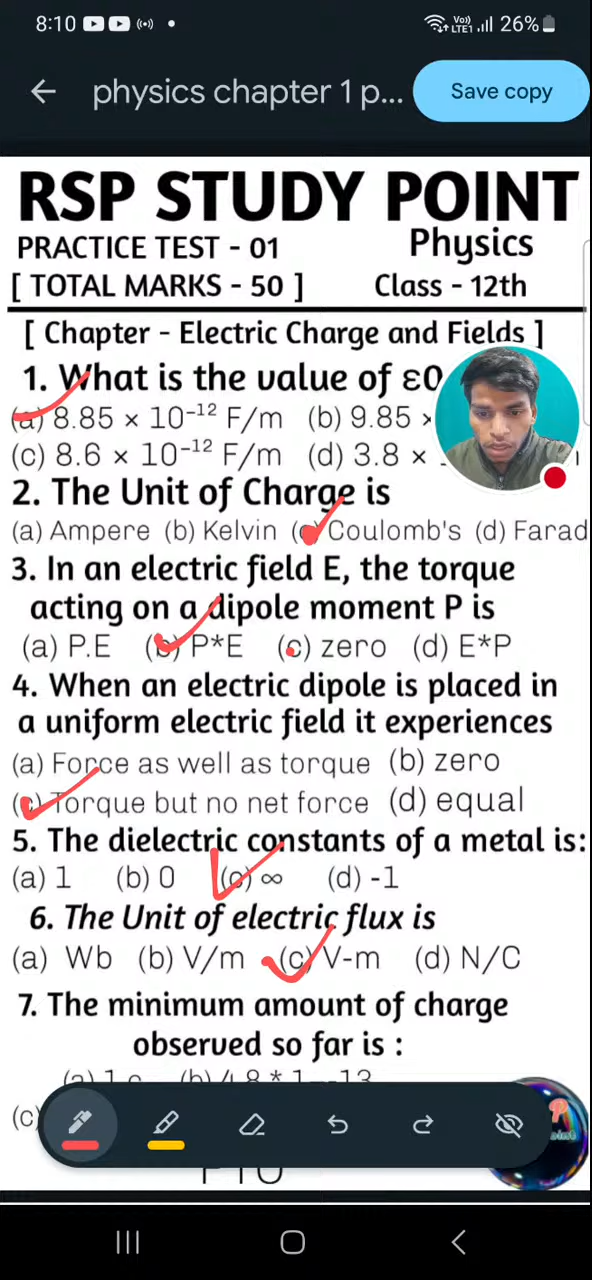 8:10 Vo)) LTE1 26%
physics chapter 1 p... Save copy
RSP STUDY POINT
PRACTICE TEST - 01 Physics
[ TOTAL MARKS - 50 ] Class - 12th
[ Chapter - Electric Charge and Fields ]
1. What is the value of ε0
(a) 8.85 × 10⁻¹² F/m (b) 9.85 ×
(c) 8.6 × 10⁻¹² F/m (d) 3.8 ×
2. The Unit of Charge is
(a) Ampere (b) Kelvin (c) Coulomb's (d) Farad
3. In an electric field E, the torque
acting on a dipole moment P is
(a) P.E (b) P*E (c) zero (d) E*P
4. When an electric dipole is placed in
a uniform electric field it experiences
(a) Force as well as torque (b) zero
(c) Torque but no net force (d) equal
5. The dielectric constants of a metal is:
(a) 1 (b) 0 (c) ∞ (d) -1
6. The Unit of electric flux is
(a) Wb (b) V/m (c) V-m (d) N/C
7. The minimum amount of charge
observed so far is :
(c)